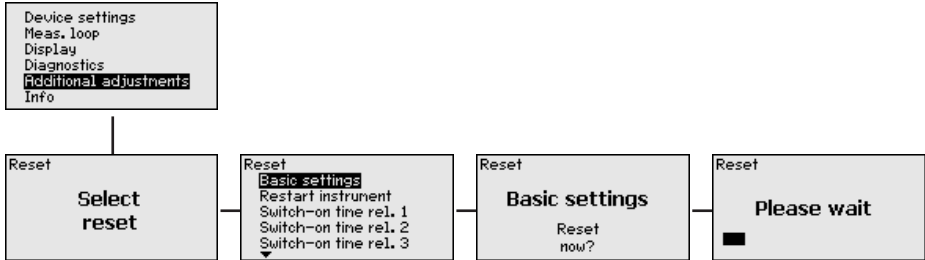 Device settings
Meas. loop
Display
Diagnostics
Additional adjustments
Info
Reset
Select
reset
Reset
Basic settings
Restart instrument
Switch-on time rel. 1
Switch-on time rel. 2
Switch-on time rel. 3
Reset
Basic settings
Reset
now?
Reset
Please wait